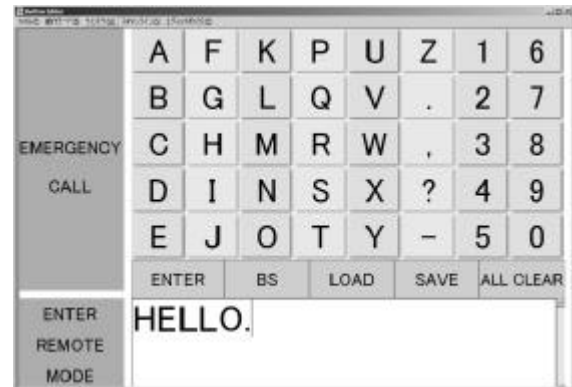 A F K P U Z 1 6
B G L Q V . 2 7
EMERGENCY CALL
C H M R W , 3 8
D I N S X ? 4 9
E J O T Y - 5 0
ENTER BS LOAD SAVE ALL CLEAR
ENTER
REMOTE
MODE
HELLO.